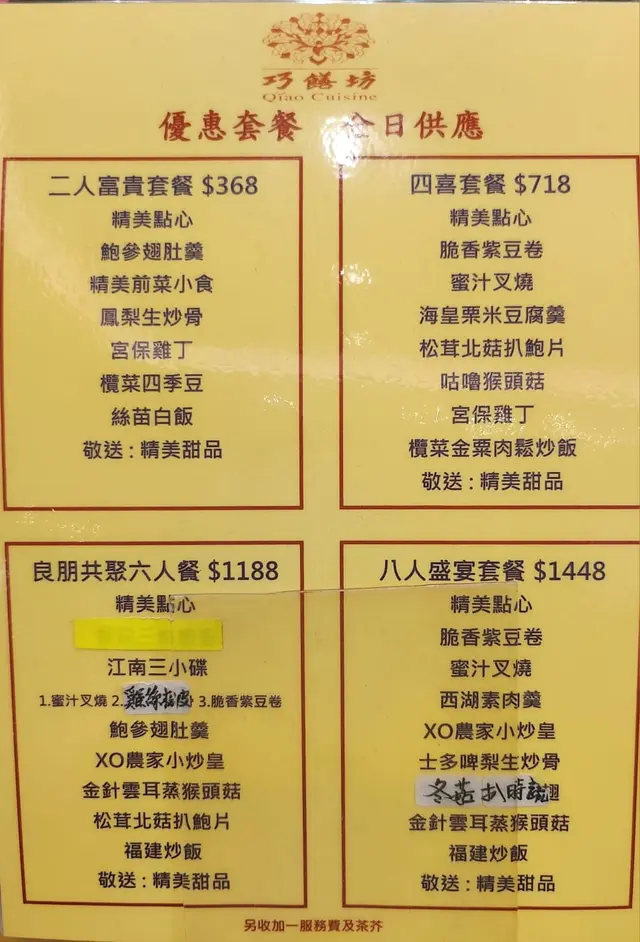 巧饍坊
Qiao Cuisine
優惠套餐 全日供應
二人富貴套餐 $368
精美點心
鮑參翅肚羹
精美前菜小食
鳳梨生炒骨
宮保雞丁
欖菜四季豆
絲苗白飯
敬送 : 精美甜品
四喜套餐 $718
精美點心
脆香紫豆卷
蜜汁叉燒
海皇栗米豆腐羹
松茸北菇扒鮑片
咕嚕猴頭菇
宮保雞丁
欖菜金粟肉鬆炒飯
敬送 : 精美甜品
良朋共聚六人餐 $1188
精美點心
江南三小碟
1.蜜汁叉燒 2.雞絲粉皮 3.脆香紫豆卷
鮑參翅肚羹
XO農家小炒皇
金針雲耳蒸猴頭菇
松茸北菇扒鮑片
福建炒飯
敬送 : 精美甜品
八人盛宴套餐 $1448
精美點心
脆香紫豆卷
蜜汁叉燒
西湖素肉羹
XO農家小炒皇
士多啤梨生炒骨
冬菇扒時蔬
金針雲耳蒸猴頭菇
福建炒飯
敬送 : 精美甜品
另收加一服務費及茶芥